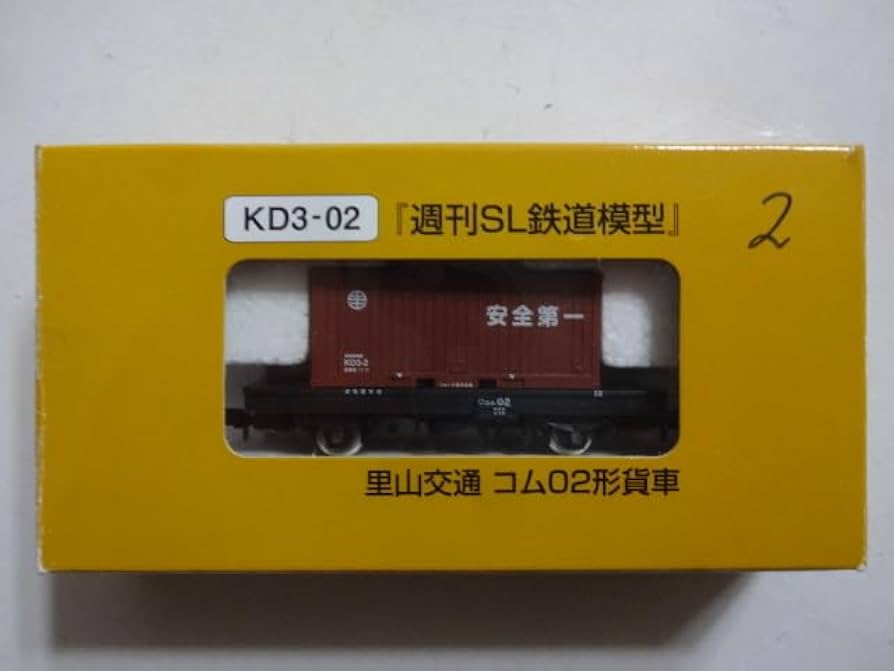 KD3-02 『週刊SL鉄道模型』 2
安全第一
KD3-2
コム02
里山交通 コム02形貨車